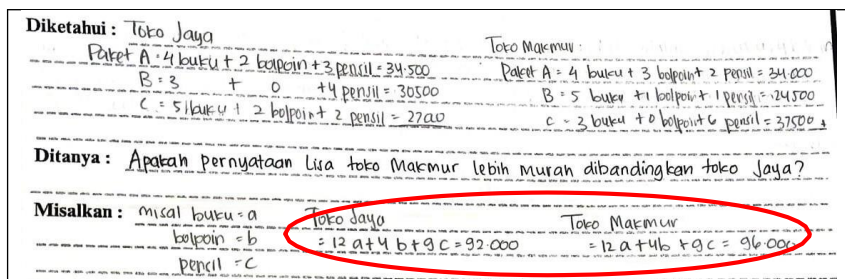 Diketahui : Toko Jaya
Toko Makmur :
Paket A = 4 buku + 2 bolpoin + 3 pensil = 34.500
Paket A = 4 buku + 3 bolpoint 2 pensil = 34.000
B = 3 + 0 + 4 pensil = 30500
B = 5 buku + 1 bolpoint 1 pensil = 24500
C = 5 buku + 2 bolpoint 2 pensil = 27000
C = 3 buku + 0 bolpoint 6 pensil = 37500 +
Ditanya : Apakah pernyataan Lisa toko Makmur lebih murah dibandingkan toko Jaya?
Misalkan : misal buku = a
Toko Jaya
Toko Makmur
bolpoin = b
= 12 a + 4 b + 9 c = 92.000
= 12 a + 4b + 9 c = 96.000
pencil = c